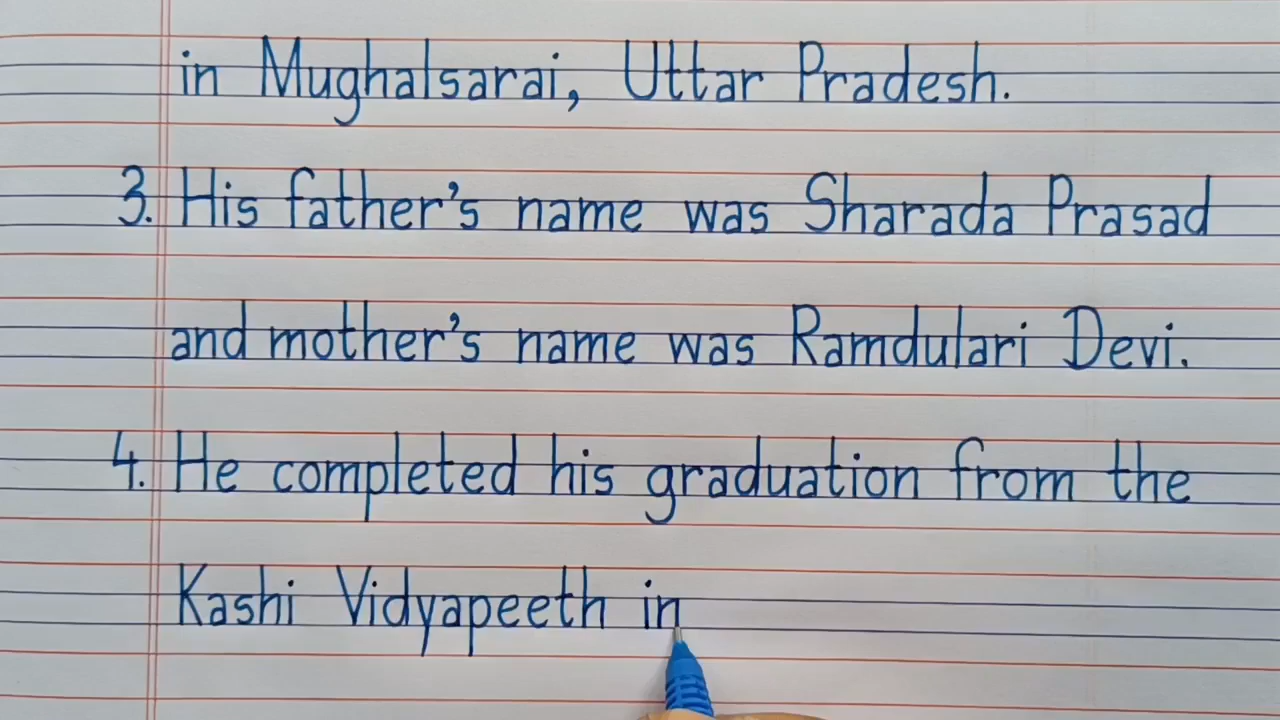 in Mughalsarai, Uttar Pradesh.
3. His father's name was Sharada Prasad
and mother's name was Ramdulari Devi.
4. He completed his graduation from the
Kashi Vidyapeeth in